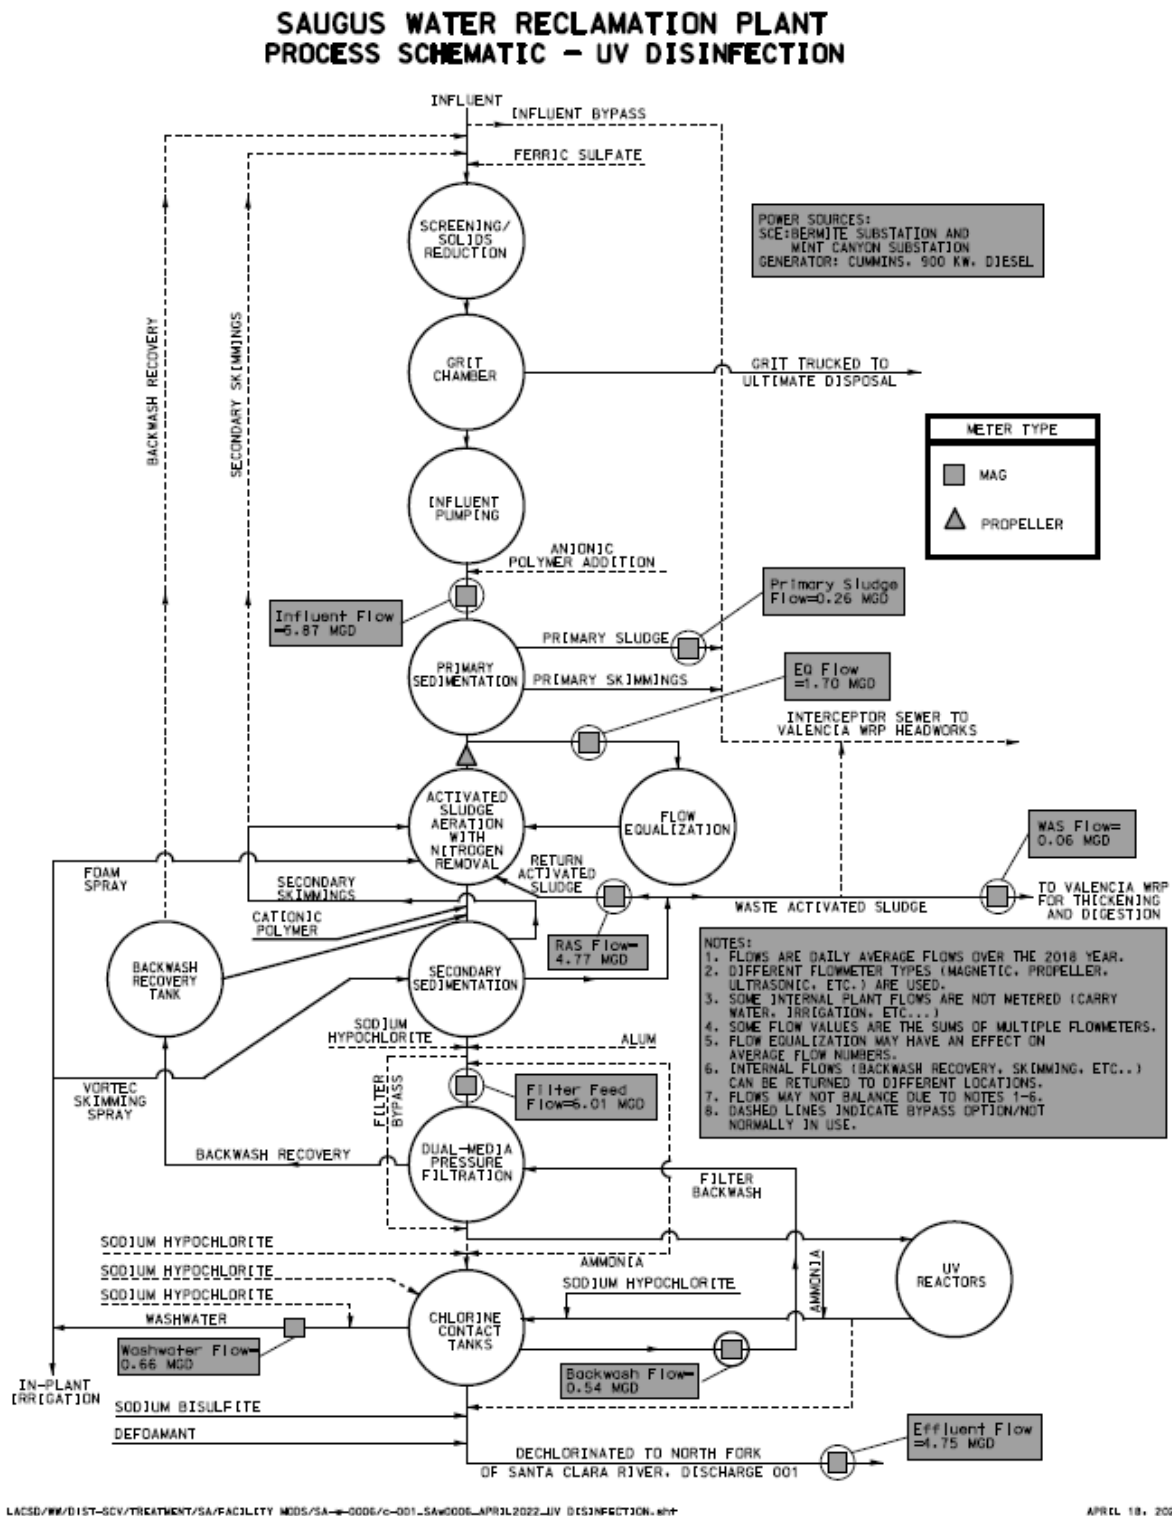 SAUGUS WATER RECLAMATION PLANT
PROCESS SCHEMATIC - UV DISINFECTION
INFLUENT
INFLUENT BYPASS
FERRIC SULFATE
SCREENING/
SOLIDS
REDUCTION
POWER SOURCES:
SCE:BERMITE SUBSTATION AND
MINT CANYON SUBSTATION
GENERATOR: CUMMINS. 900 KW. DIESEL
BACKWASH RECOVERY
SECONDARY SKIMMINGS
GRIT
CHAMBER
GRIT TRUCKED TO
ULTIMATE DISPOSAL
METER TYPE
MAG
PROPELLER
INFLUENT
PUMPING
ANIONIC
POLYMER ADDITION
Influent Flow
=5.87 MGD
Primary Sludge
Flow=0.26 MGD
PRIMARY SLUDGE
PRIMARY
SEDIMENTATION
PRIMARY SKIMMINGS
EQ Flow
=1.70 MGD
INTERCEPTOR SEWER TO
VALENCIA WRP HEADWORKS
ACTIVATED
SLUDGE
AERATION
WITH
NITROGEN
REMOVAL
FLOW
EQUALIZATION
WAS Flow=
0.06 MGD
FOAM
SPRAY
SECONDARY
SKIMMINGS
RETURN
ACTIVATED
SLUDGE
WASTE ACTIVATED SLUDGE
TO VALENCIA WRP
FOR THICKENING
AND DIGESTION
CATIONIC
POLYMER
RAS Flow=
4.77 MGD
BACKWASH
RECOVERY
TANK
SECONDARY
SEDIMENTATION
NOTES:
1. FLOWS ARE DAILY AVERAGE FLOWS OVER THE 2018 YEAR.
2. DIFFERENT FLOWMETER TYPES (MAGNETIC. PROPELLER.
ULTRASONIC. ETC.) ARE USED.
3. SOME INTERNAL PLANT FLOWS ARE NOT METERED (CARRY
WATER. IRRIGATION. ETC...)
4. SOME FLOW VALUES ARE THE SUMS OF MULTIPLE FLOWMETERS.
5. FLOW EQUALIZATION MAY HAVE AN EFFECT ON
AVERAGE FLOW NUMBERS.
6. INTERNAL FLOWS (BACKWASH RECOVERY. SKIMMING. ETC..)
CAN BE RETURNED TO DIFFERENT LOCATIONS.
7. FLOWS MAY NOT BALANCE DUE TO NOTES 1-6.
8. DASHED LINES INDICATE BYPASS OPTION/NOT
NORMALLY IN USE.
SODIUM
HYPOCHLORITE
ALUM
VORTEC
SKIMMING
SPRAY
FILTER
BYPASS
Filter Feed
Flow=6.01 MGD
BACKWASH RECOVERY
DUAL-MEDIA
PRESSURE
FILTRATION
FILTER
BACKWASH
SODIUM HYPOCHLORITE
AMMONIA
SODIUM HYPOCHLORITE
SODIUM HYPOCHLORITE
AMMONIA
UV
REACTORS
SODIUM HYPOCHLORITE
WASHWATER
CHLORINE
CONTACT
TANKS
Washwater Flow=
0.66 MGD
Backwash Flow=
0.54 MGD
IN-PLANT
IRRIGATION
SODIUM BISULFITE
DEFOAMANT
Effluent Flow
=4.75 MGD
DECHLORINATED TO NORTH FORK
OF SANTA CLARA RIVER. DISCHARGE 001
APRIL 18, 202